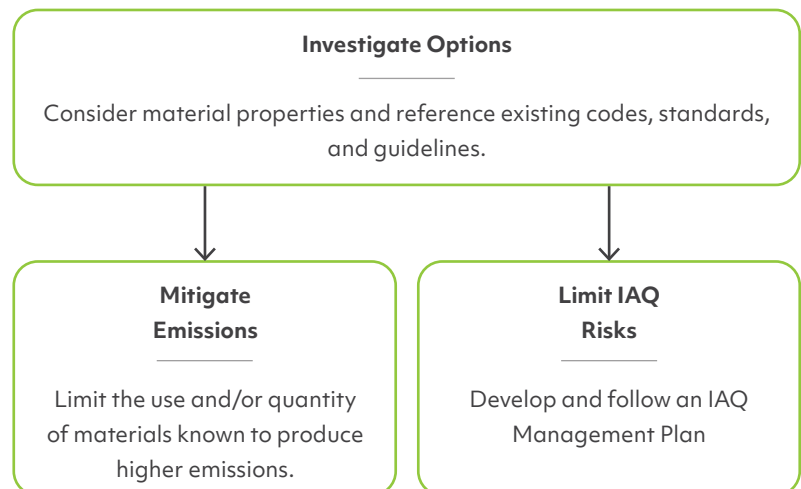 Investigate Options
Consider material properties and reference existing codes, standards,
and guidelines.
Mitigate
Emissions
Limit the use and/or quantity
of materials known to produce
higher emissions.
Limit IAQ
Risks
Develop and follow an IAQ
Management Plan